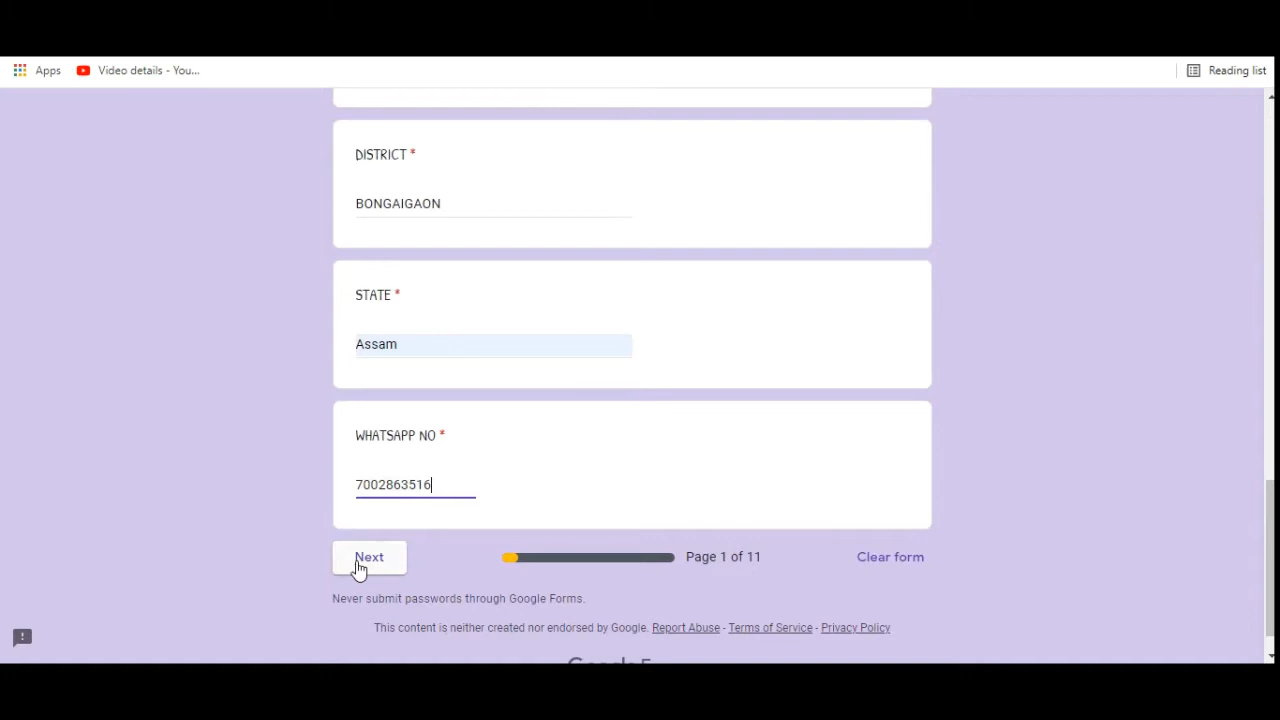 Apps Video details - You... Reading list
DISTRICT *
BONGAIGAON
STATE *
Assam
WHATSAPP NO *
7002863516
Next Page 1 of 11 Clear form
Never submit passwords through Google Forms.
This content is neither created nor endorsed by Google. Report Abuse - Terms of Service - Privacy Policy